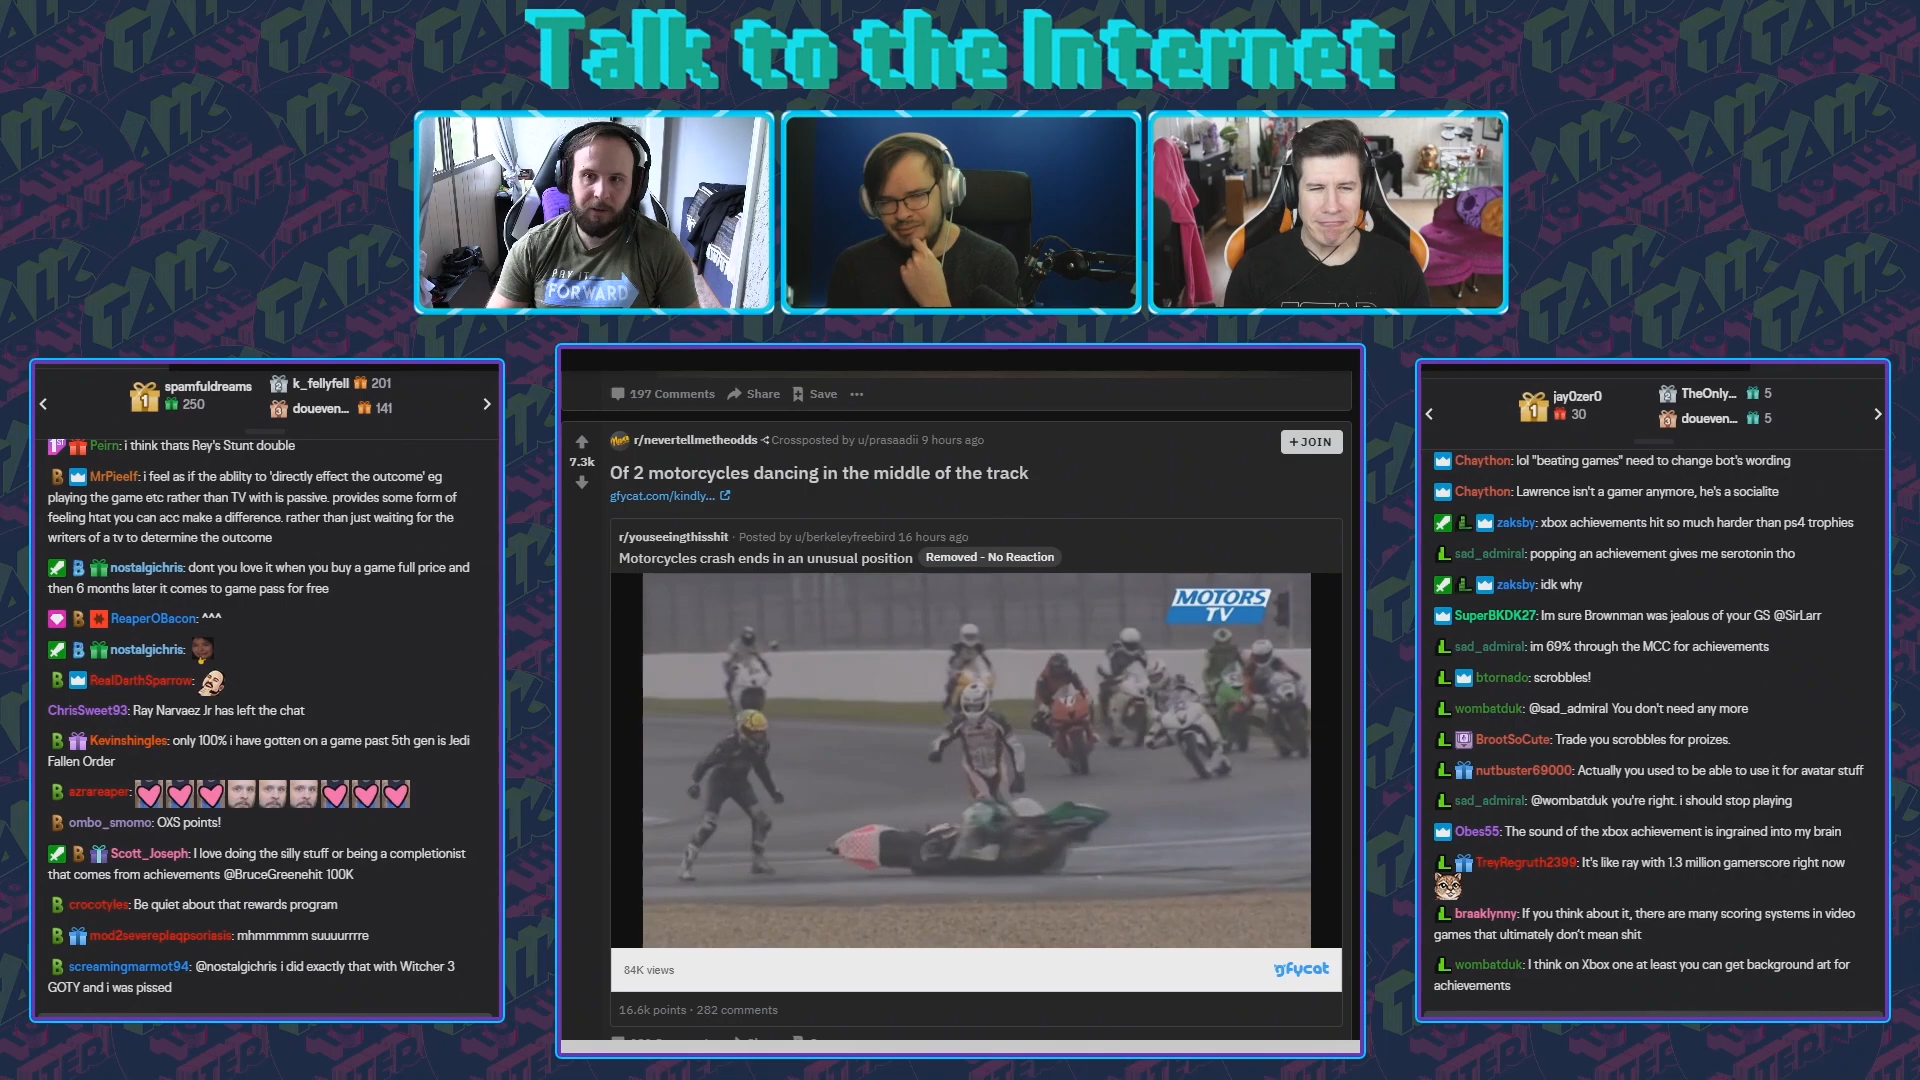 Talk to the Internet
PAY IT
FORWARD
spamfuldreams
250
k_fellyfell 201
doueven... 141
Peirn: i think thats Rey's Stunt double
MrPieelf: i feel as if the ablilty to 'directly effect the outcome' eg
playing the game etc rather than TV with is passive. provides some form of
feeling htat you can acc make a difference. rather than just waiting for the
writers of a tv to determine the outcome
nostalgichris: dont you love it when you buy a game full price and
then 6 months later it comes to game pass for free
ReaperOBacon: ^^^
nostalgichris:
RealDarthSparrow:
ChrisSweet93: Ray Narvaez Jr has left the chat
Kevinshingles: only 100% i have gotten on a game past 5th gen is Jedi
Fallen Order
azrareaper:
ombo_smomo: OXS points!
Scott_Joseph: I love doing the silly stuff or being a completionist
that comes from achievements @BruceGreenehit 100K
crocotyles: Be quiet about that rewards program
mod2severeplaqpsoriasis: mhmmmmm suuuurrrre
screamingmarmot94: @nostalgichris i did exactly that with Witcher 3
GOTY and i was pissed
197 Comments Share Save ...
r/nevertellmetheodds Crossposted by u/prasaadii 9 hours ago
+ JOIN
7.3k
Of 2 motorcycles dancing in the middle of the track
gfycat.com/kindly...
r/youseeingthisshit · Posted by u/berkeleyfreebird 16 hours ago
Motorcycles crash ends in an unusual position Removed - No Reaction
MOTORS
TV
84K views
gfycat
16.6k points · 282 comments
jay0zer0
30
TheOnly... 5
doueven... 5
Chaython: lol "beating games" need to change bot's wording
Chaython: Lawrence isn't a gamer anymore, he's a socialite
zaksby: xbox achievements hit so much harder than ps4 trophies
sad_admiral: popping an achievement gives me serotonin tho
zaksby: idk why
SuperBKDK27: Im sure Brownman was jealous of your GS @SirLarr
sad_admiral: im 69% through the MCC for achievements
btornado: scrobbles!
wombatduk: @sad_admiral You don't need any more
BrootSoCute: Trade you scrobbles for proizes.
nutbuster69000: Actually you used to be able to use it for avatar stuff
sad_admiral: @wombatduk you're right. i should stop playing
Obes55: The sound of the xbox achievement is ingrained into my brain
TreyRegruth2399: It's like ray with 1.3 million gamerscore right now
braaklynny: If you think about it, there are many scoring systems in video
games that ultimately don't mean shit
wombatduk: I think on Xbox one at least you can get background art for
achievements